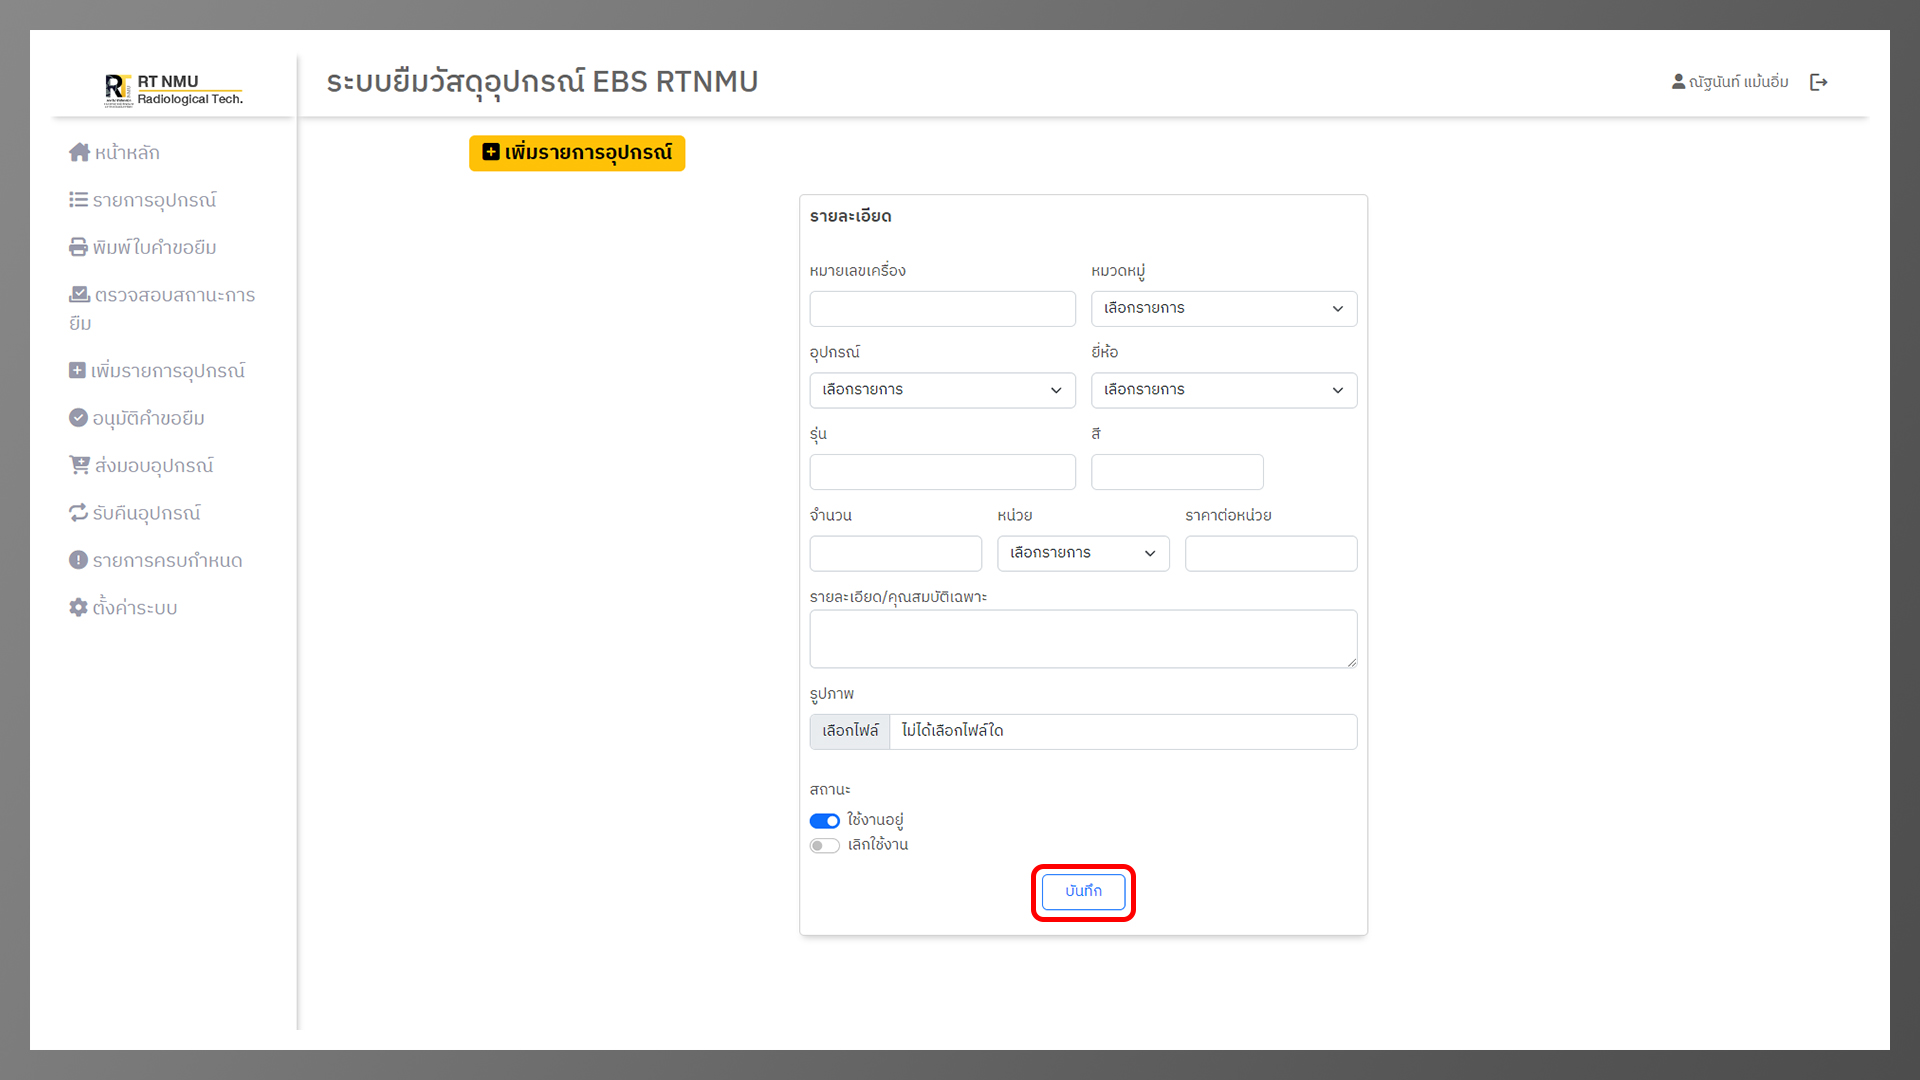 RT NMU
Radiological Tech.
ระบบยืมวัสดุอุปกรณ์ EBS RTNMU
ณัฐนันท์ แม้นอิ่ม
หน้าหลัก
รายการอุปกรณ์
พิมพ์ใบคำขอยืม
ตรวจสอบสถานะการ
ยืม
เพิ่มรายการอุปกรณ์
อนุมัติคำขอยืม
ส่งมอบอุปกรณ์
รับคืนอุปกรณ์
รายการครบกำหนด
ตั้งค่าระบบ
เพิ่มรายการอุปกรณ์
รายละเอียด
หมายเลขเครื่อง
หมวดหมู่
เลือกรายการ
อุปกรณ์
ยี่ห้อ
เลือกรายการ
เลือกรายการ
รุ่น
สี
จำนวน
หน่วย
ราคาต่อหน่วย
เลือกรายการ
รายละเอียด/คุณสมบัติเฉพาะ
รูปภาพ
เลือกไฟล์
ไม่ได้เลือกไฟล์ใด
สถานะ
ใช้งานอยู่
เลิกใช้งาน
บันทึก